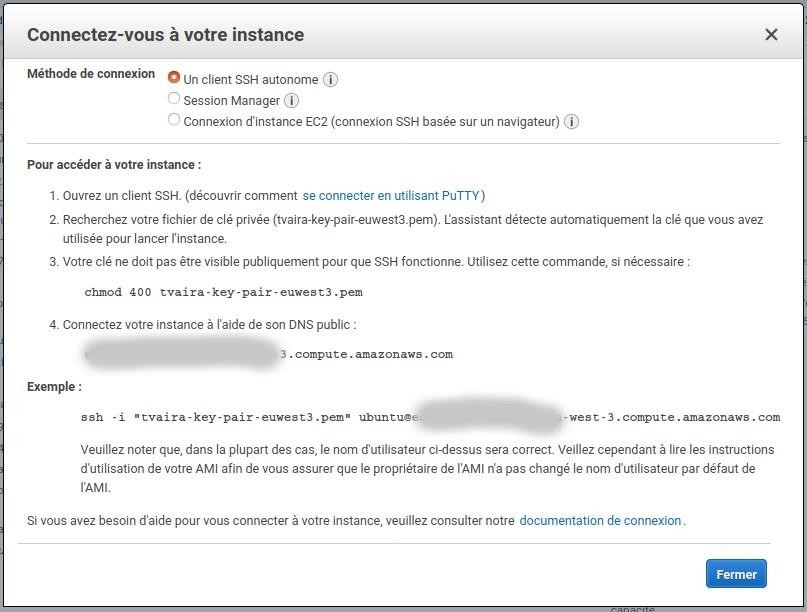 Connectez-vous à votre instance
Méthode de connexion
Un client SSH autonome
Session Manager
Connexion d'instance EC2 (connexion SSH basée sur un navigateur)
Pour accéder à votre instance :
1. Ouvrez un client SSH. (découvrir comment se connecter en utilisant PuTTY)
2. Recherchez votre fichier de clé privée (tvaira-key-pair-euwest3.pem). L'assistant détecte automatiquement la clé que vous avez
utilisée pour lancer l'instance.
3. Votre clé ne doit pas être visible publiquement pour que SSH fonctionne. Utilisez cette commande, si nécessaire :
chmod 400 tvaira-key-pair-euwest3.pem
4. Connectez votre instance à l'aide de son DNS public :
3.compute.amazonaws.com
Exemple :
ssh -i "tvaira-key-pair-euwest3.pem" ubuntu@e -west-3.compute.amazonaws.com
Veuillez noter que, dans la plupart des cas, le nom d'utilisateur ci-dessus sera correct. Veillez cependant à lire les instructions
d'utilisation de votre AMI afin de vous assurer que le propriétaire de l'AMI n'a pas changé le nom d'utilisateur par défaut de
l'AMI.
Si vous avez besoin d'aide pour vous connecter à votre instance, veuillez consulter notre documentation de connexion.
Fermer
capacité